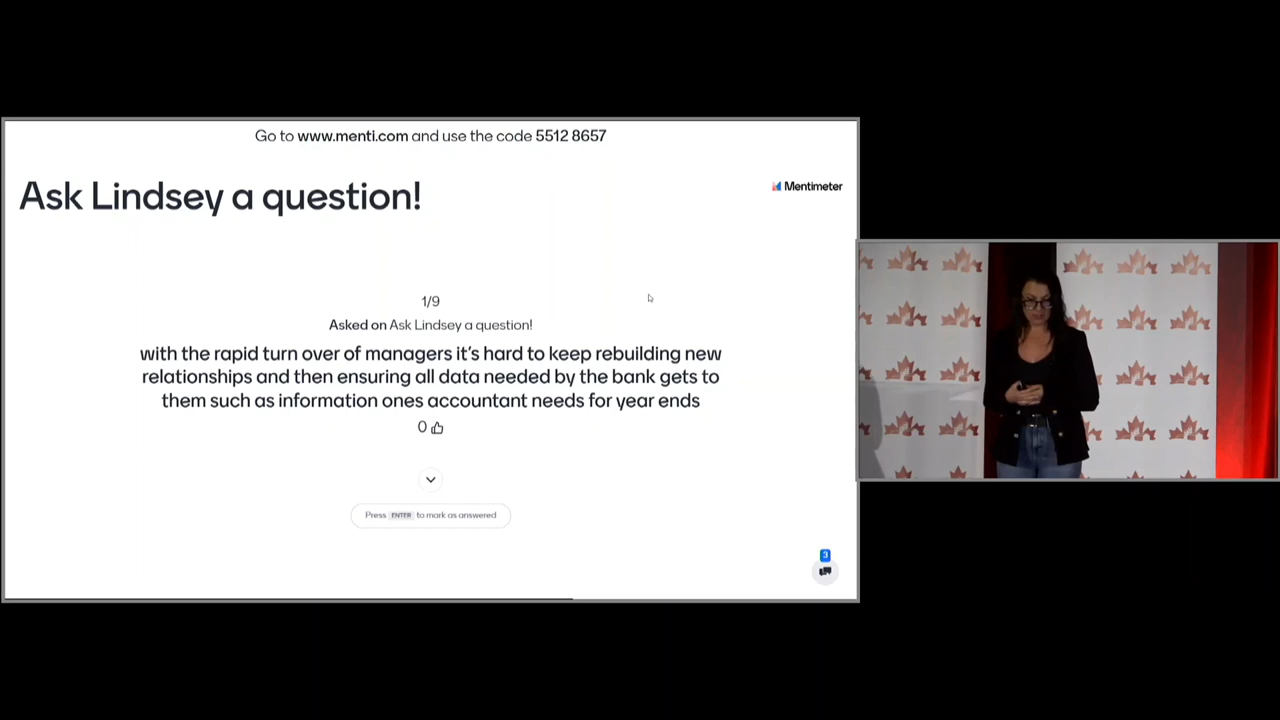 Go to www.menti.com and use the code 5512 8657
Ask Lindsey a question!
Mentimeter
1/9
Asked on Ask Lindsey a question!
with the rapid turn over of managers it's hard to keep rebuilding new
relationships and then ensuring all data needed by the bank gets to
them such as information ones accountant needs for year ends
0
Press ENTER to mark as answered
3